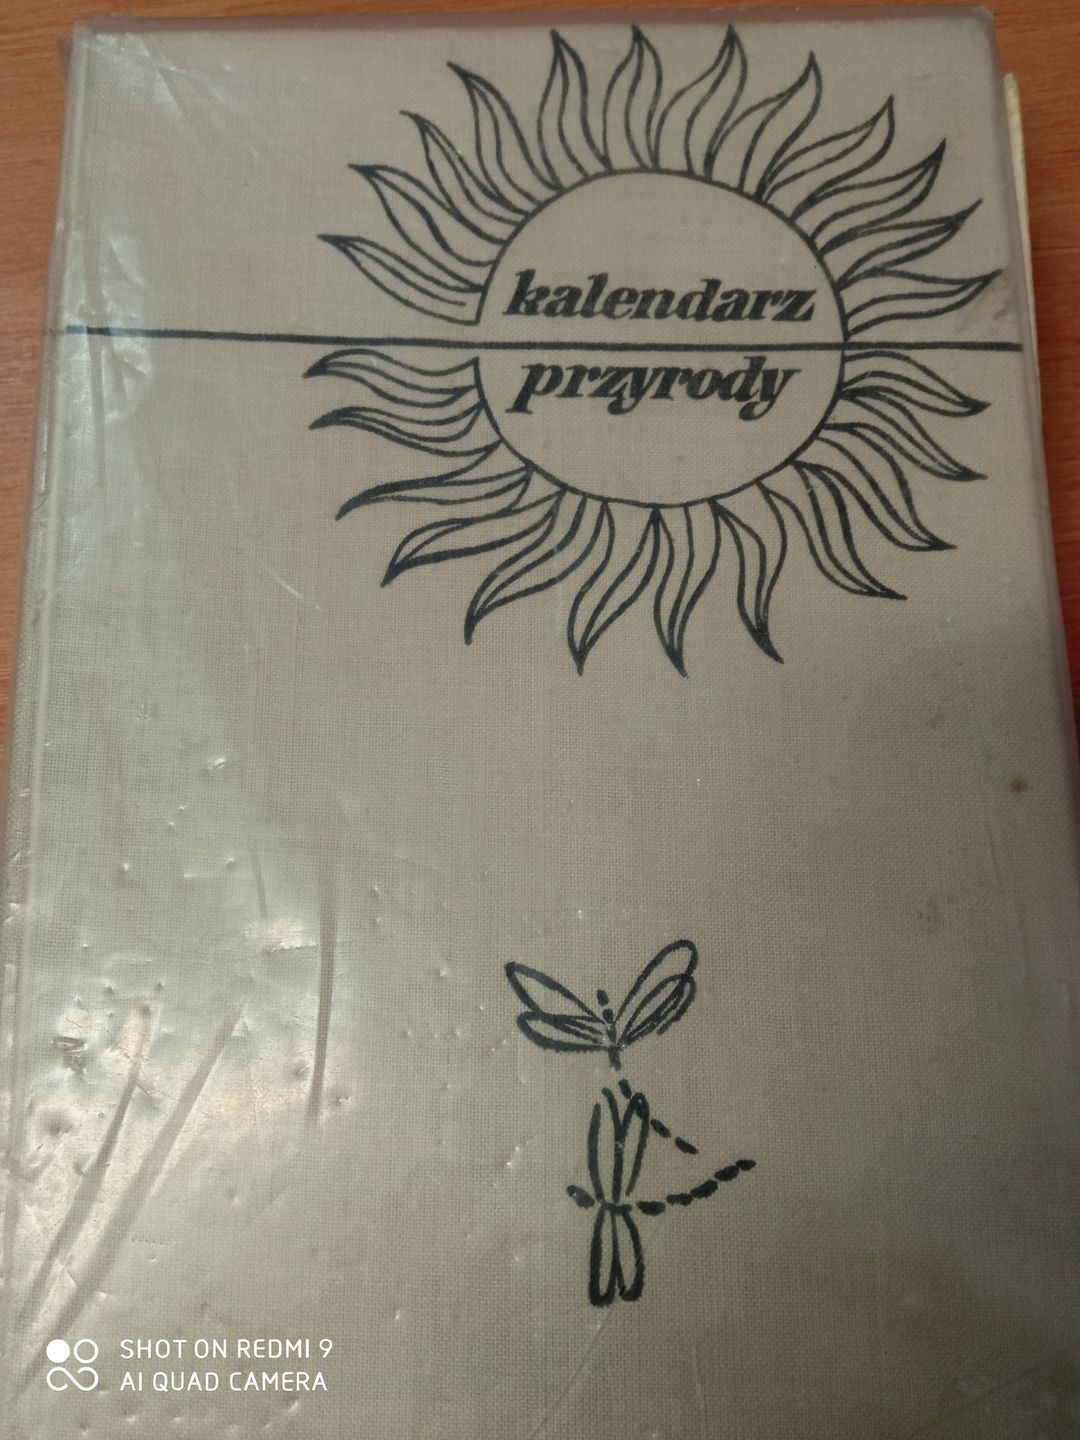 kalendarz
przyrody
SHOT ON REDMI 9
AI QUAD CAMERA